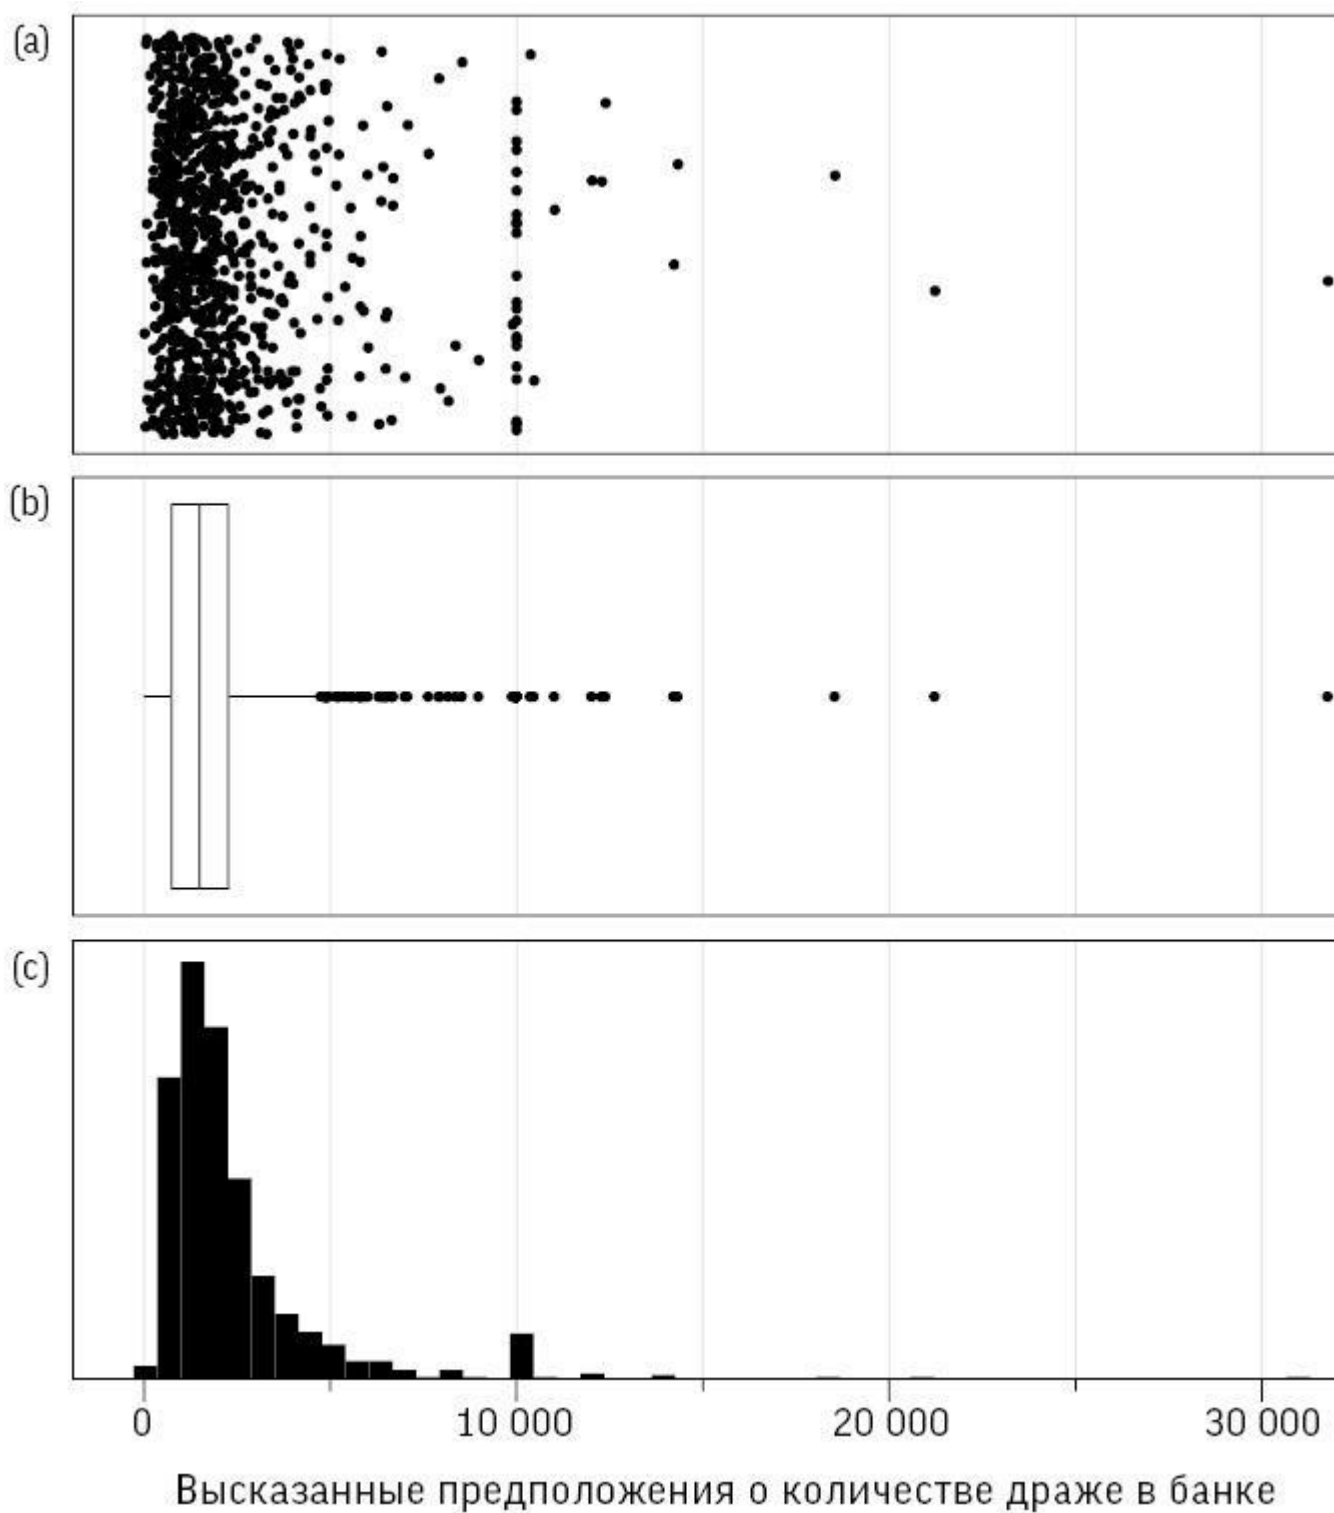 (a)
(b)
(c)
0 10 000 20 000 30 000
Высказанные предположения о количестве драже в банке